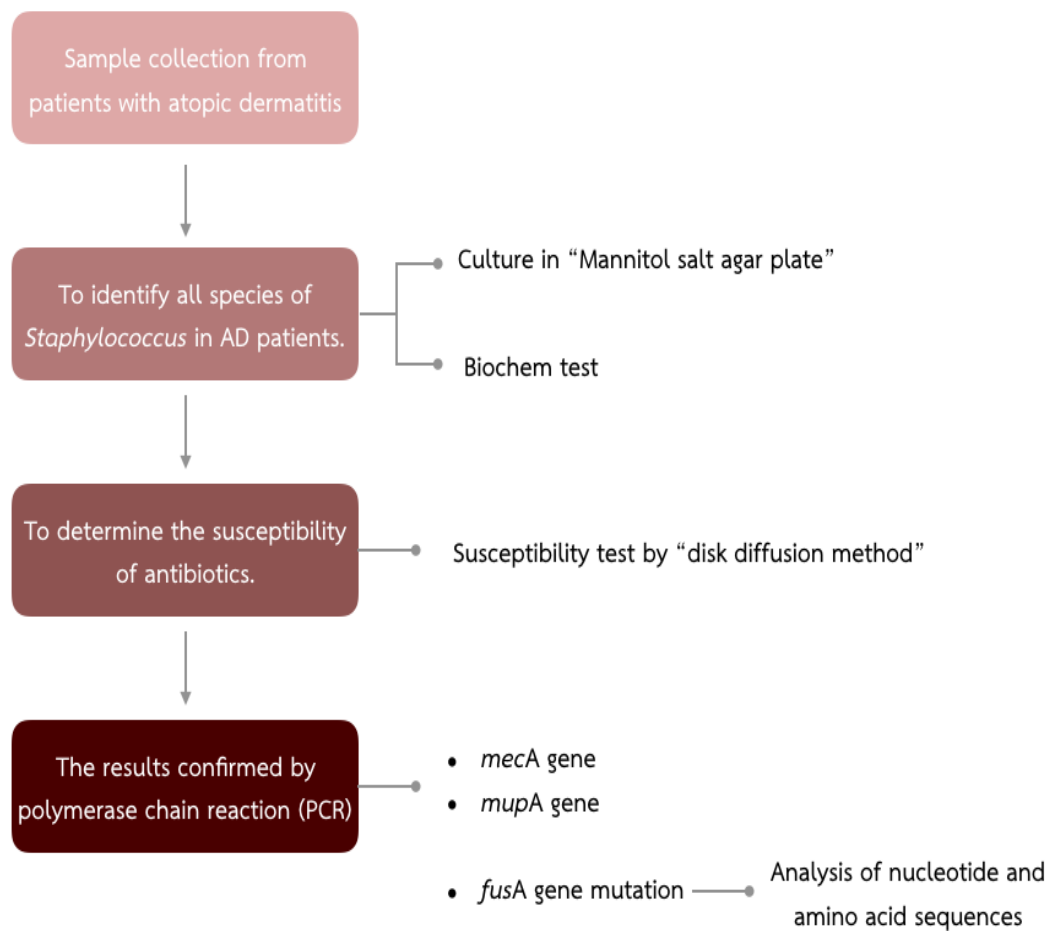 Sample collection from
patients with atopic dermatitis
To identify all species of
Staphylococcus in AD patients.
Culture in “Mannitol salt agar plate”
Biochem test
To determine the susceptibility
of antibiotics.
Susceptibility test by “disk diffusion method”
The results confirmed by
polymerase chain reaction (PCR)
• mecA gene
• mupA gene
• fusA gene mutation
Analysis of nucleotide and
amino acid sequences